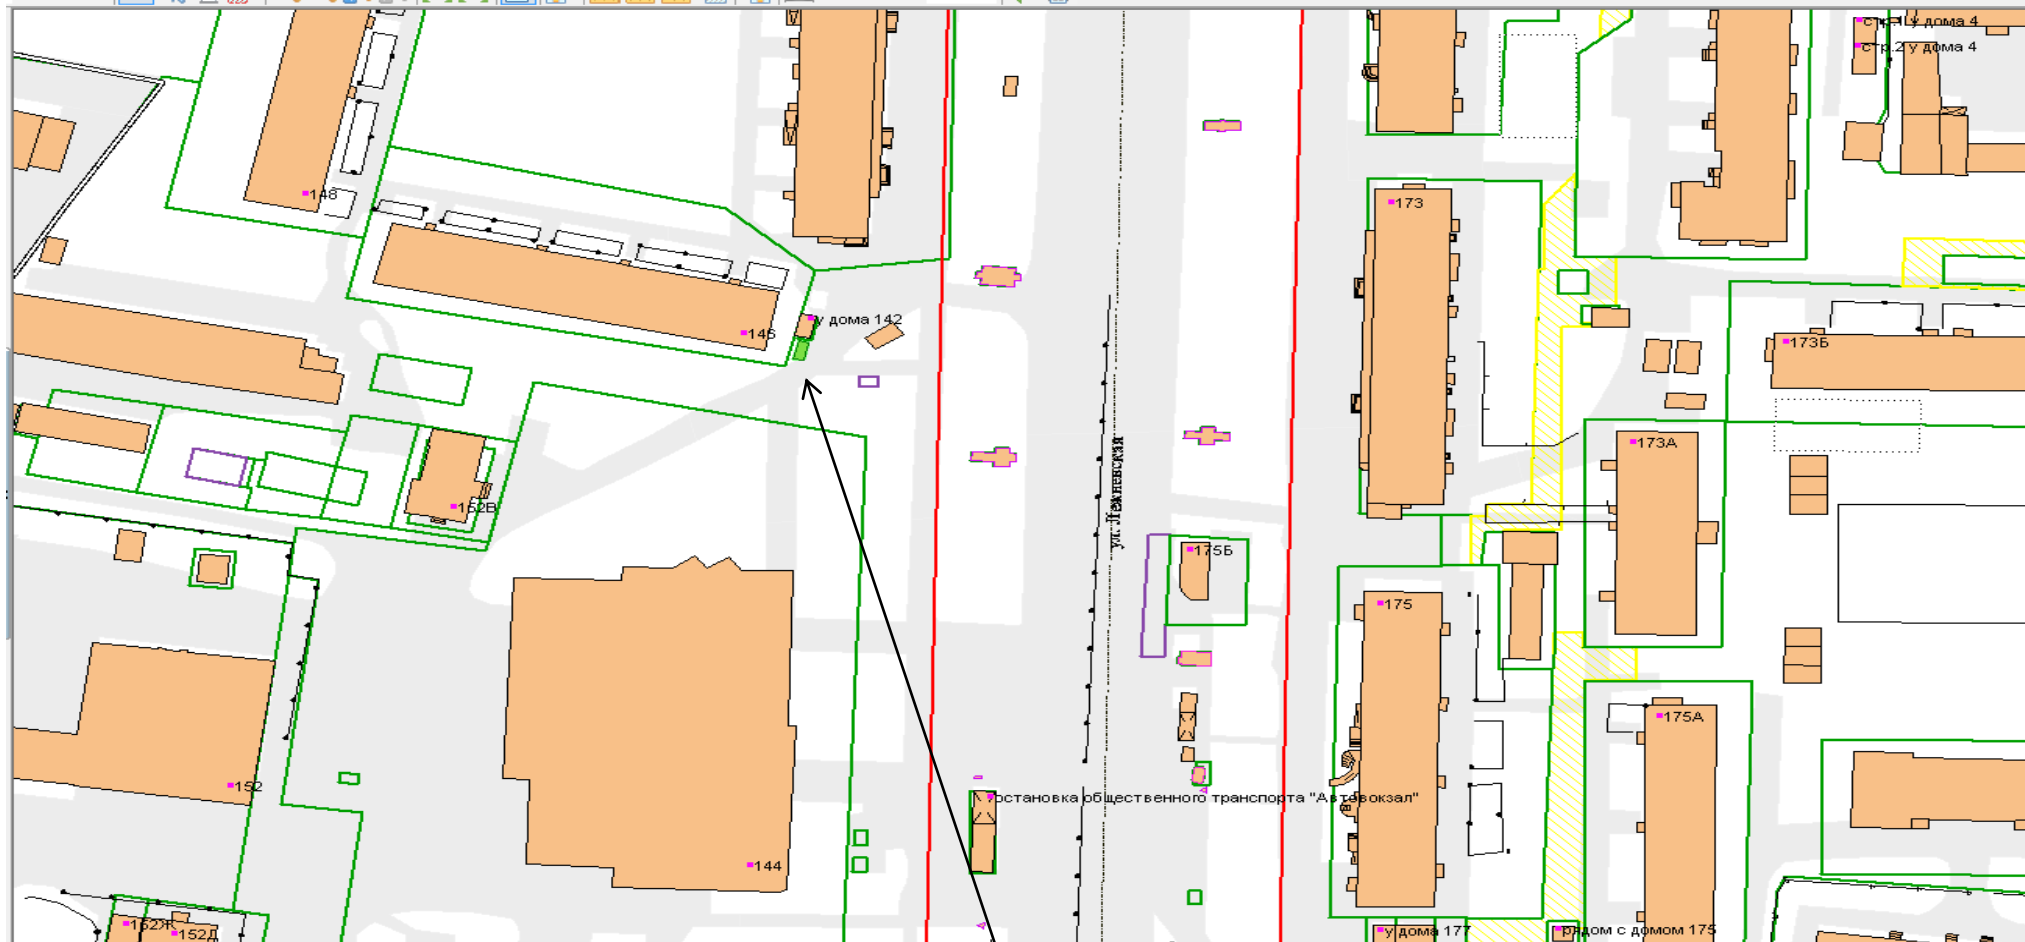 стр.1 у дома 4
стр.2 у дома 4
148
173
у дома 142
146
173Б
173А
ул. Лежневская
152В
175Б
175
175А
152
остановка общественного транспорта "Автовокзал"
144
152Ж
152Д
у дома 177
рядом с домом 175